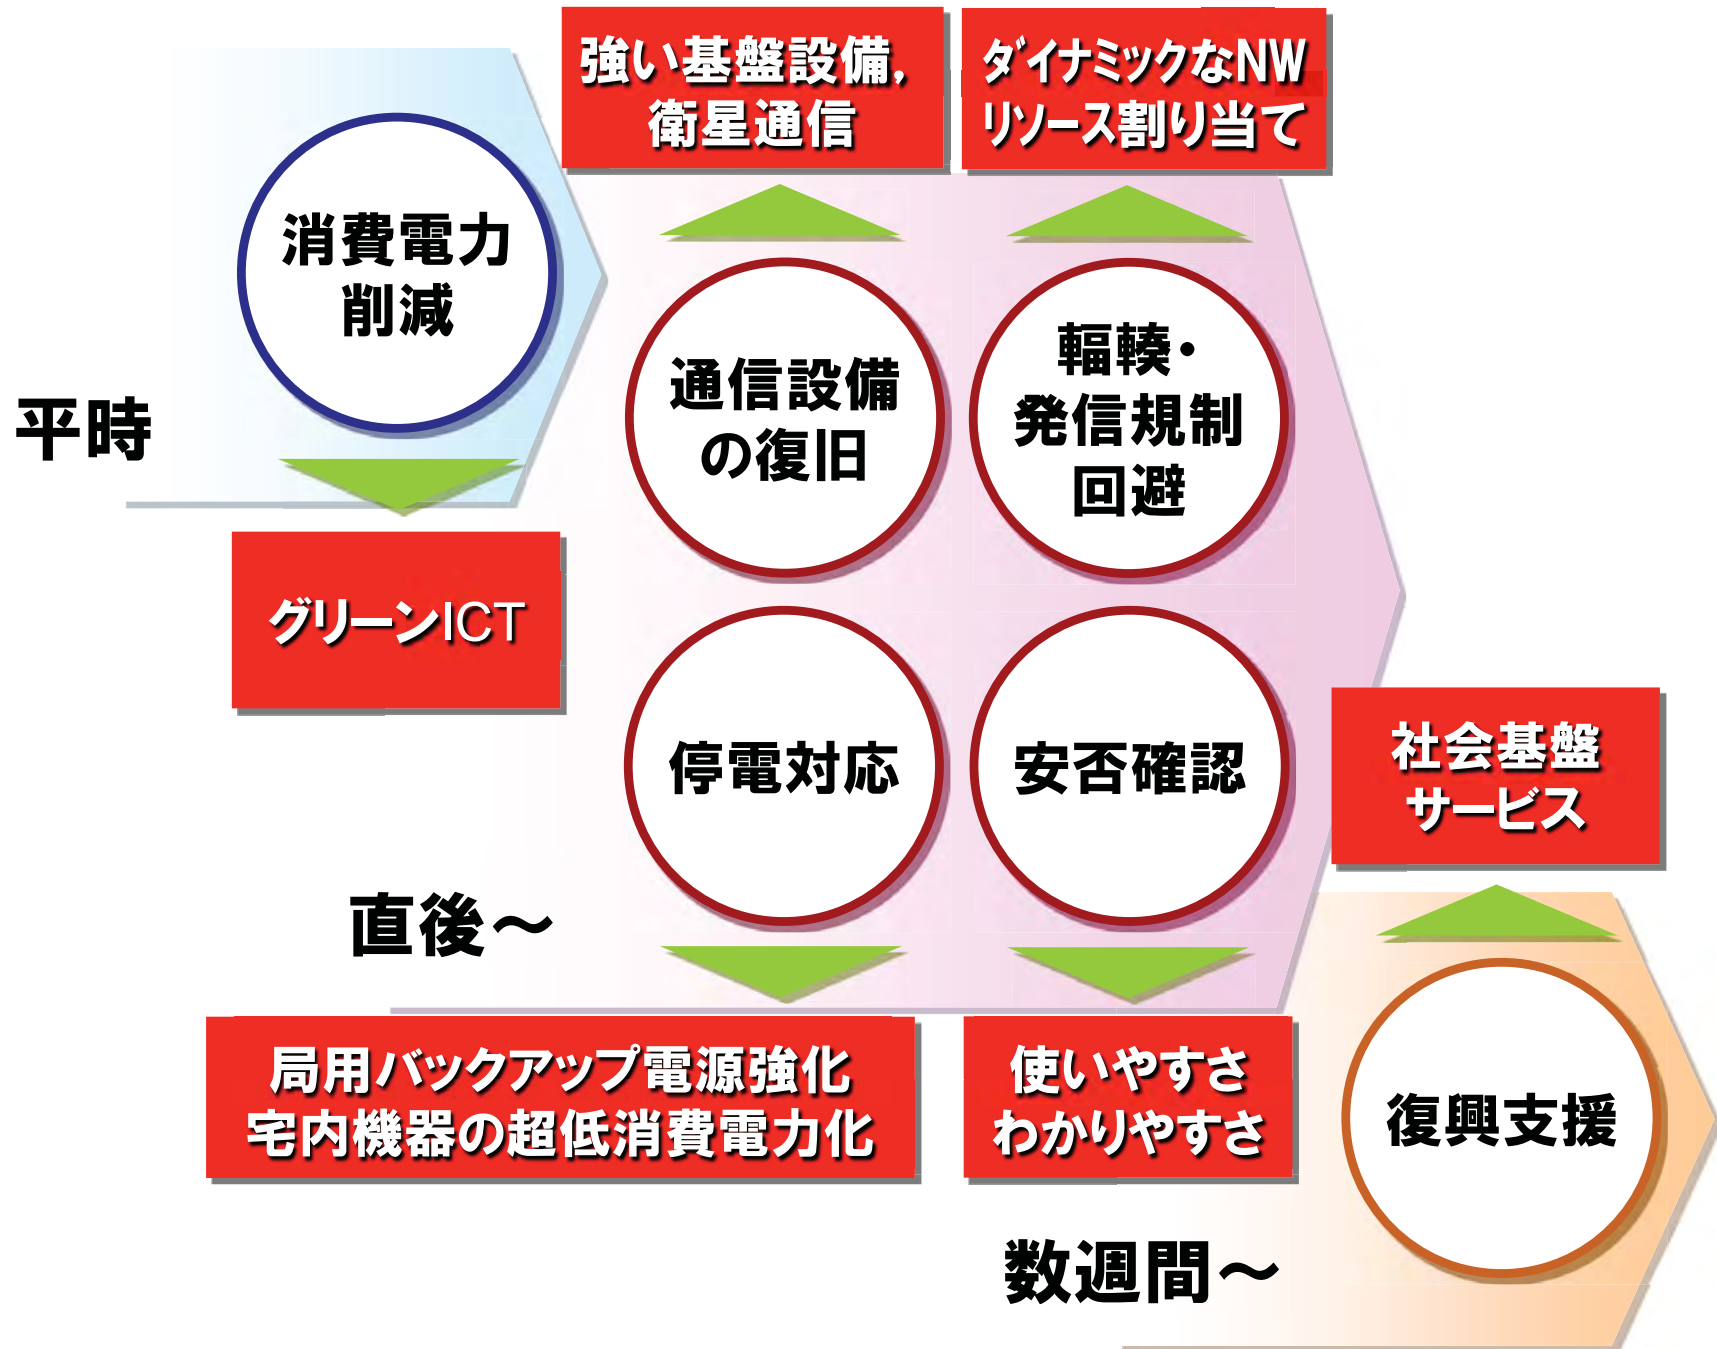 平時
消費電力
削減
グリーンICT
直後～
強い基盤設備,
衛星通信
通信設備
の復旧
ダイナミックなNW
リソース割り当て
輻輳・
発信規制
回避
停電対応
局用バックアップ電源強化
宅内機器の超低消費電力化
安否確認
使いやすさ
わかりやすさ
数週間～
社会基盤
サービス
復興支援